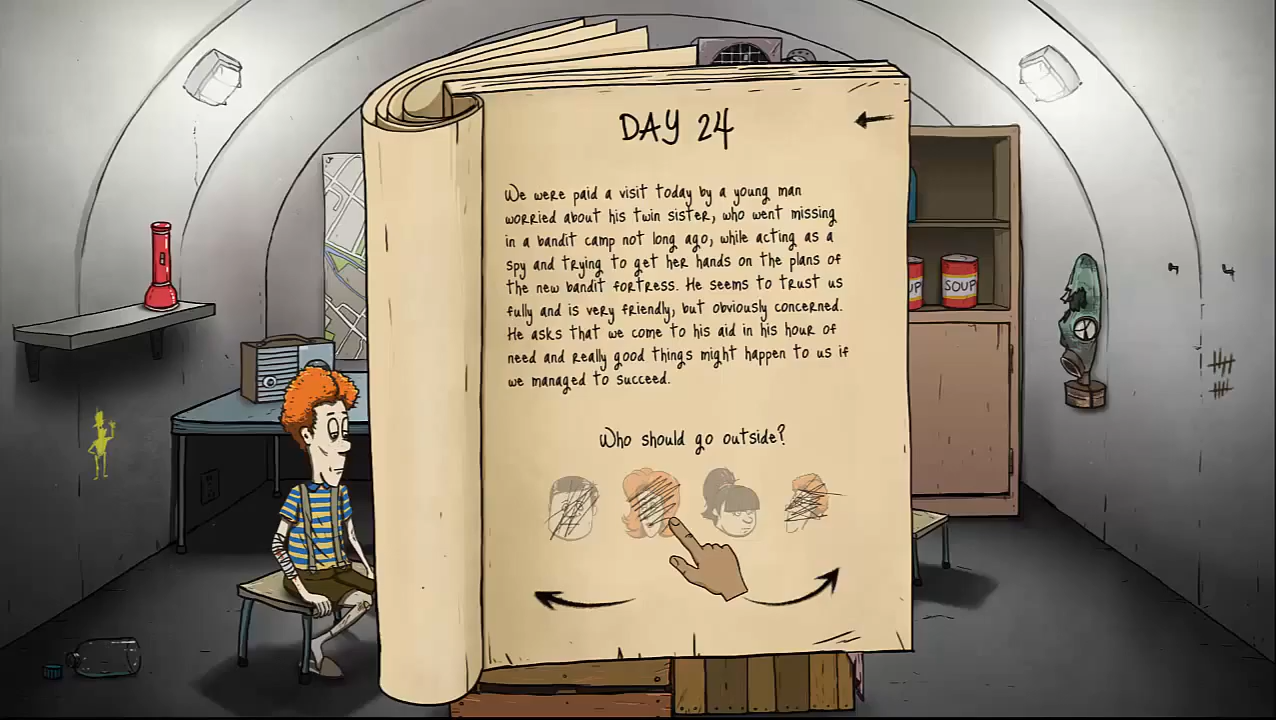 DAY 24
We were paid a visit today by a young man
worried about his twin sister, who went missing
in a bandit camp not long ago, while acting as a
spy and trying to get her hands on the plans of
the new bandit fortress. He seems to trust us
fully and is very friendly, but obviously concerned.
He asks that we come to his aid in his hour of
need and really good things might happen to us if
we managed to succeed.
UP
SOUP
Who should go outside?